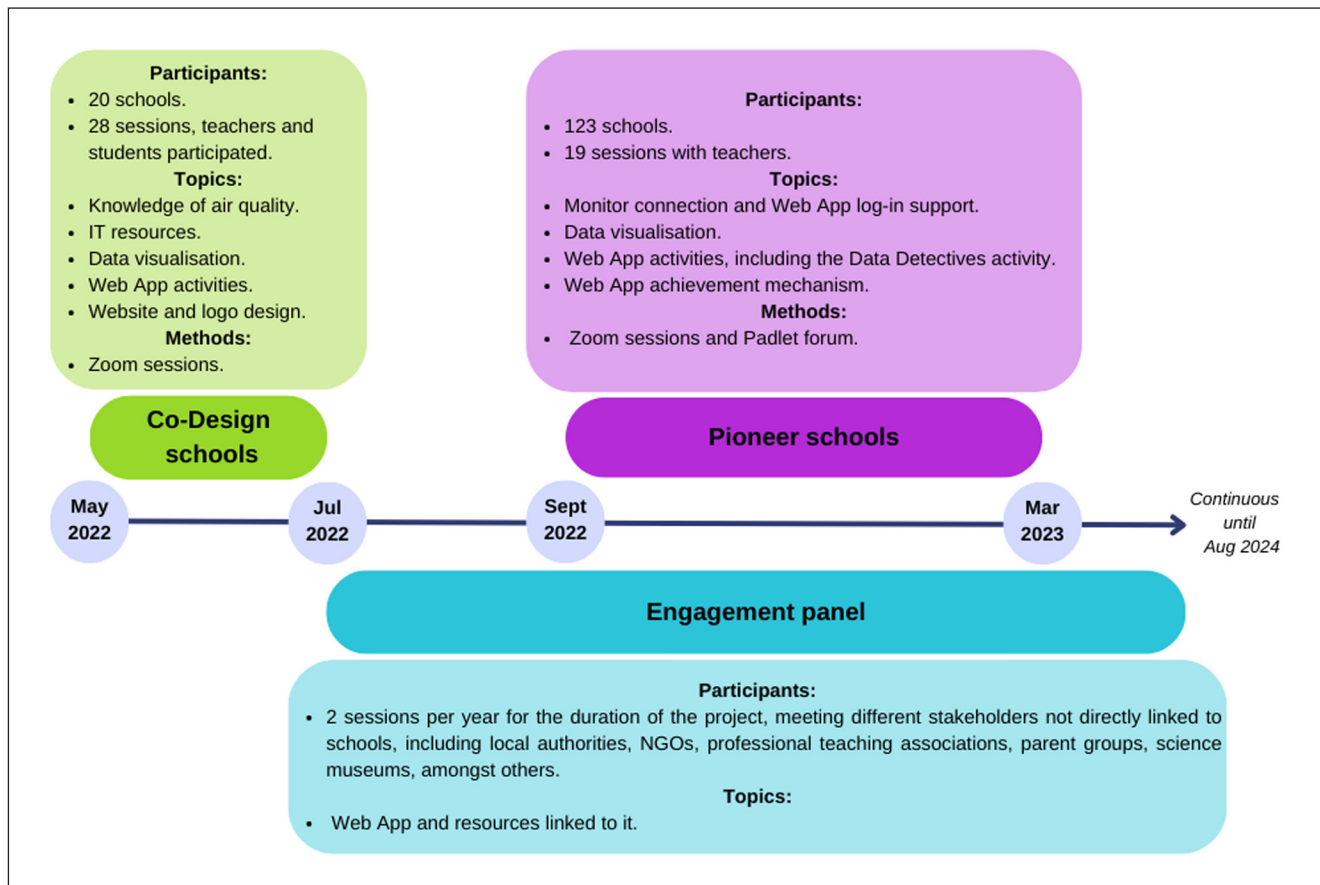 Participants:
• 20 schools.
• 28 sessions, teachers and
students participated.
Topics:
• Knowledge of air quality.
• IT resources.
• Data visualisation.
• Web App activities.
• Website and logo design.
Methods:
• Zoom sessions.
Co-Design
schools
Participants:
• 123 schools.
• 19 sessions with teachers.
Topics:
• Monitor connection and Web App log-in support.
• Data visualisation.
• Web App activities, including the Data Detectives activity.
• Web App achievement mechanism.
Methods:
• Zoom sessions and Padlet forum.
Pioneer schools
May
2022
Jul
2022
Sept
2022
Mar
2023
Continuous
until
Aug 2024
Engagement panel
Participants:
• 2 sessions per year for the duration of the project, meeting different stakeholders not directly linked to
schools, including local authorities, NGOs, professional teaching associations, parent groups, science
museums, amongst others.
Topics:
• Web App and resources linked to it.